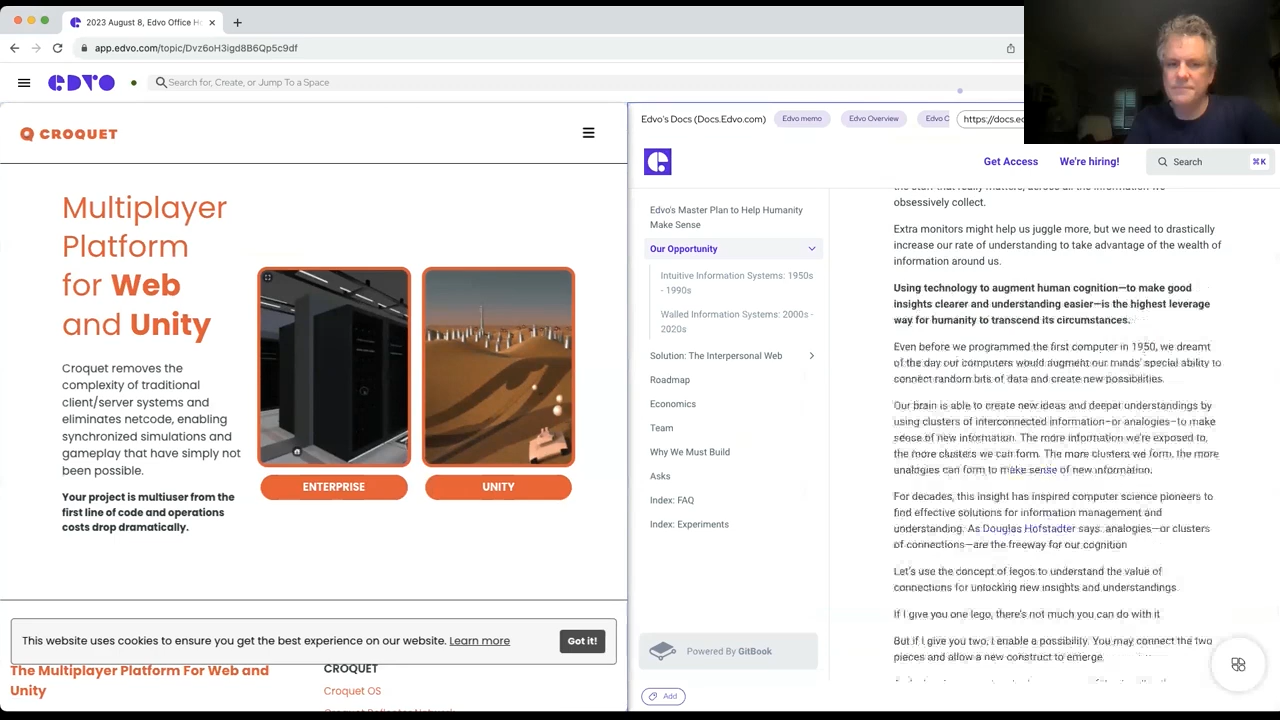 2023 August 8, Edvo Office H
app.edvo.com/topic/Dvz6oH3igd8B6Qp5c9df
EDVO
Search for, Create, or Jump To a Space
CROQUET
Multiplayer
Platform
for Web
and Unity
Croquet removes the
complexity of traditional
client/server systems and
eliminates netcode, enabling
synchronized simulations and
gameplay that have simply not
been possible.
Your project is multiuser from the
first line of code and operations
costs drop dramatically.
ENTERPRISE
UNITY
This website uses cookies to ensure you get the best experience on our website. Learn more
Got it!
The Multiplayer Platform For Web and
Unity
CROQUET
Croquet OS
Croquet Reflector Network
Edvo's Docs (Docs.Edvo.com)
Edvo memo
Edvo Overview
Edvo C
https://docs.ed
Get Access
We're hiring!
Search
⌘K
Edvo's Master Plan to Help Humanity
Make Sense
Our Opportunity
Intuitive Information Systems: 1950s
- 1990s
Walled Information Systems: 2000s -
2020s
Solution: The Interpersonal Web
Roadmap
Economics
Team
Why We Must Build
Asks
Index: FAQ
Index: Experiments
Powered By GitBook
Add
the stuff that really matters, across all the information we
obsessively collect.
Extra monitors might help us juggle more, but we need to drastically
increase our rate of understanding to take advantage of the wealth of
information around us.
Using technology to augment human cognition—to make good
insights clearer and understanding easier—is the highest leverage
way for humanity to transcend its circumstances.
Even before we programmed the first computer in 1950, we dreamt
of the day our computers would augment our minds' special ability to
connect random bits of data and create new possibilities.
Our brain is able to create new ideas and deeper understandings by
using clusters of interconnected information–or analogies–to make
sense of new information. The more information we're exposed to,
the more clusters we can form. The more clusters we form, the more
analogies can form to make sense of new information.
For decades, this insight has inspired computer science pioneers to
find effective solutions for information management and
understanding. As Douglas Hofstadter says, analogies—or clusters
of connections—are the freeway for our cognition
Let's use the concept of legos to understand the value of
connections for unlocking new insights and understandings.
If I give you one lego, there's not much you can do with it
But if I give you two, I enable a possibility. You may connect the two
pieces and allow a new construct to emerge.